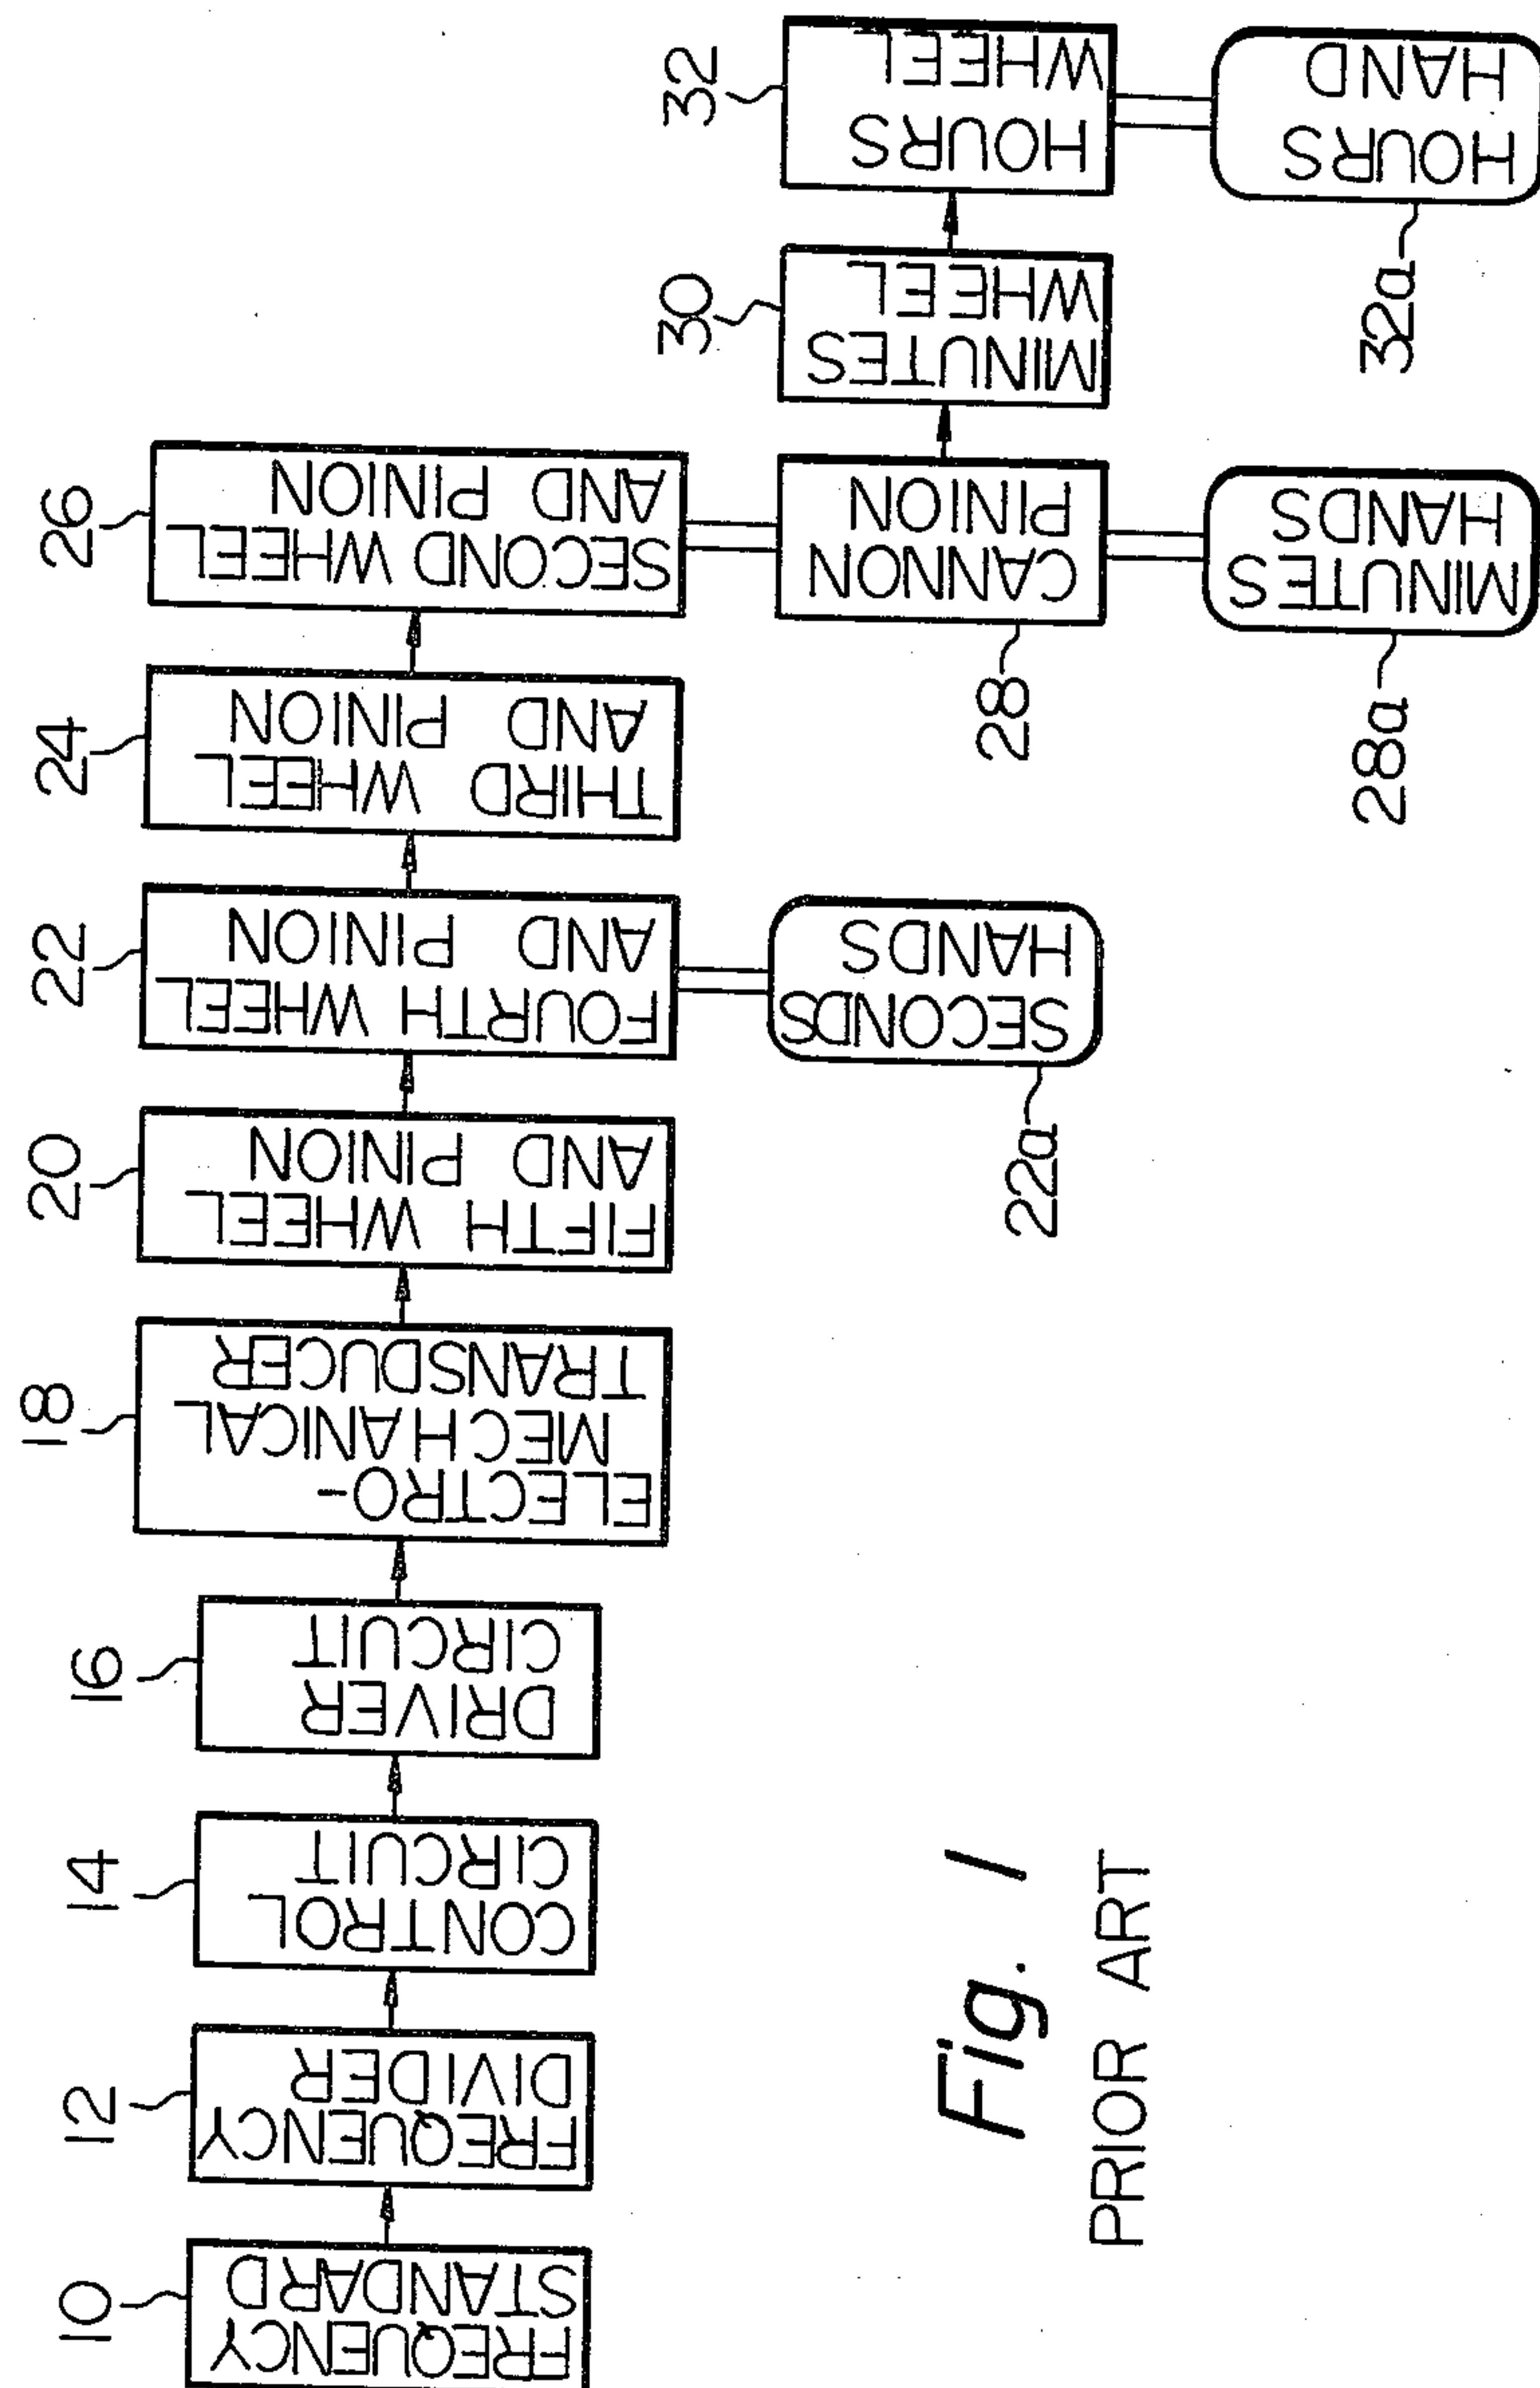 10
FREQUENCY
STANDARD
12
FREQUENCY
DIVIDER
14
CONTROL
CIRCUIT
16
DRIVER
CIRCUIT
18
ELECTRO-
MECHANICAL
TRANSDUCER
20
FIFTH WHEEL
AND PINION
22
FOURTH WHEEL
AND PINION
22a
SECONDS
HANDS
24
THIRD WHEEL
AND PINION
26
SECOND WHEEL
AND PINION
28
CANNON
PINION
28a
MINUTES
HANDS
30
MINUTES
WHEEL
32
HOURS
WHEEL
32a
HOURS
HAND
Fig. 1
PRIOR ART